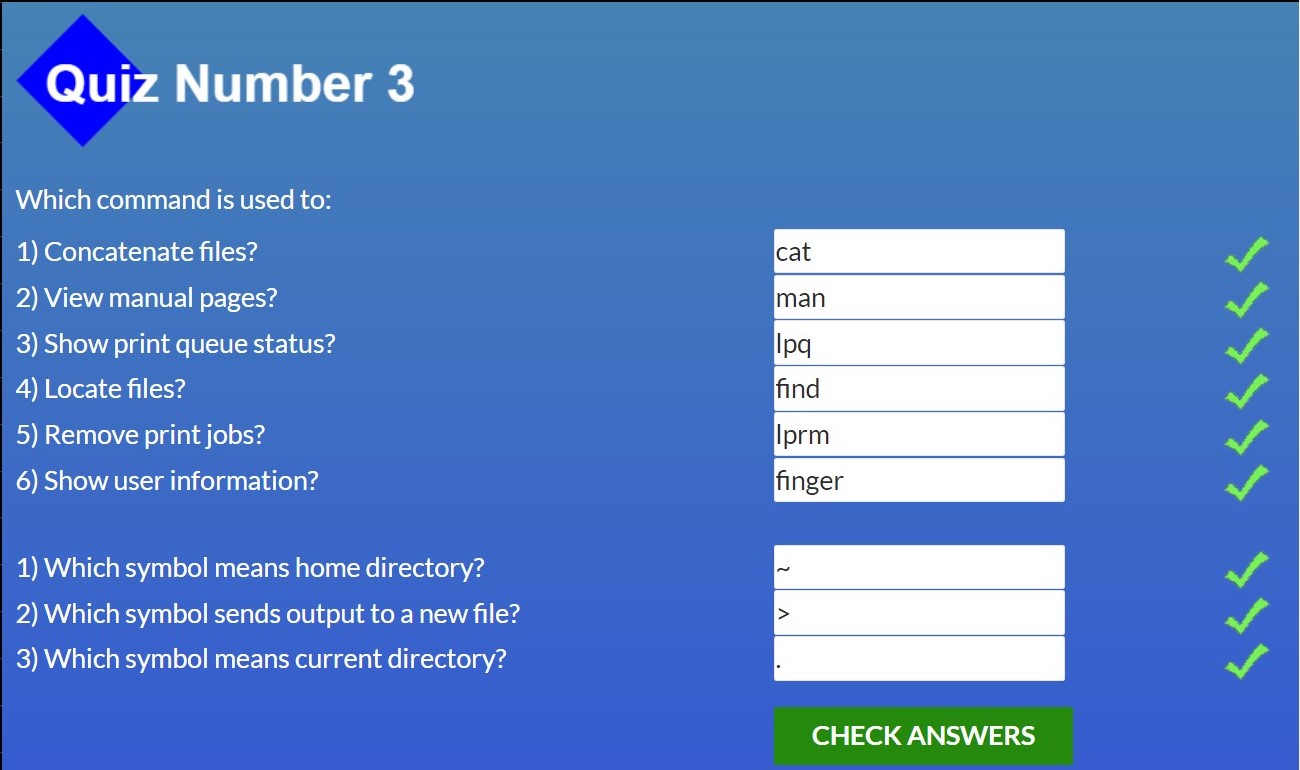 Quiz Number 3
Which command is used to:
1) Concatenate files? cat
2) View manual pages? man
3) Show print queue status? lpq
4) Locate files? find
5) Remove print jobs? lprm
6) Show user information? finger
1) Which symbol means home directory? ~
2) Which symbol sends output to a new file? >
3) Which symbol means current directory? .
CHECK ANSWERS